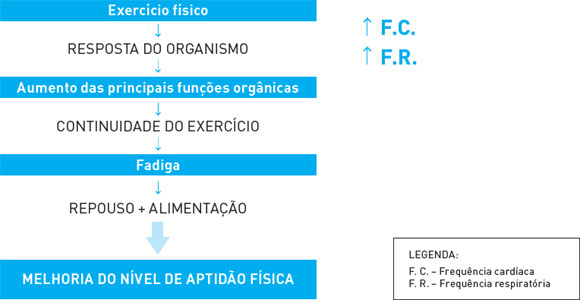 Exercício físico
↓
RESPOSTA DO ORGANISMO
↓
Aumento das principais funções orgânicas
↓
CONTINUIDADE DO EXERCÍCIO
↓
Fadiga
↓
REPOUSO + ALIMENTAÇÃO
MELHORIA DO NÍVEL DE APTIDÃO FÍSICA
↑ F.C.
↑ F.R.
LEGENDA:
F. C. – Frequência cardíaca
F. R. – Frequência respiratória